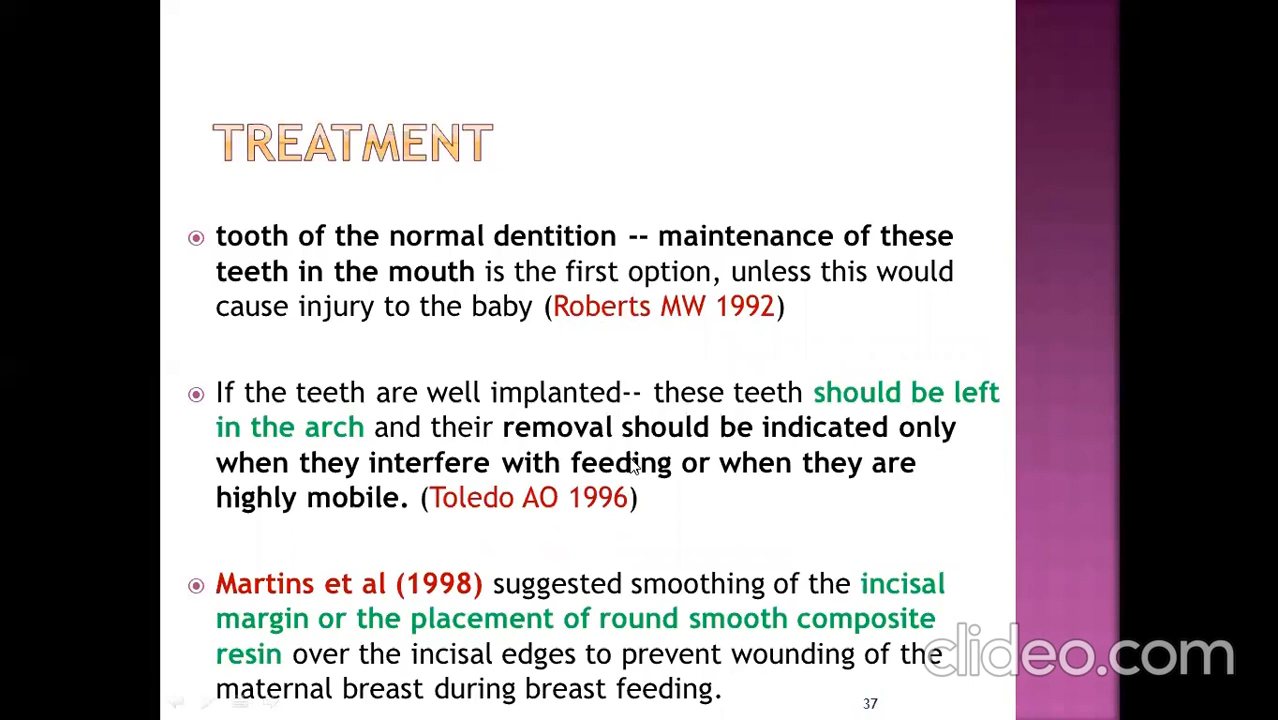 TREATMENT
tooth of the normal dentition -- maintenance of these
teeth in the mouth is the first option, unless this would
cause injury to the baby (Roberts MW 1992)
If the teeth are well implanted-- these teeth should be left
in the arch and their removal should be indicated only
when they interfere with feeding or when they are
highly mobile. (Toledo AO 1996)
Martins et al (1998) suggested smoothing of the incisal
margin or the placement of round smooth composite
resin over the incisal edges to prevent wounding of the
maternal breast during breast feeding.
37
clideo.com